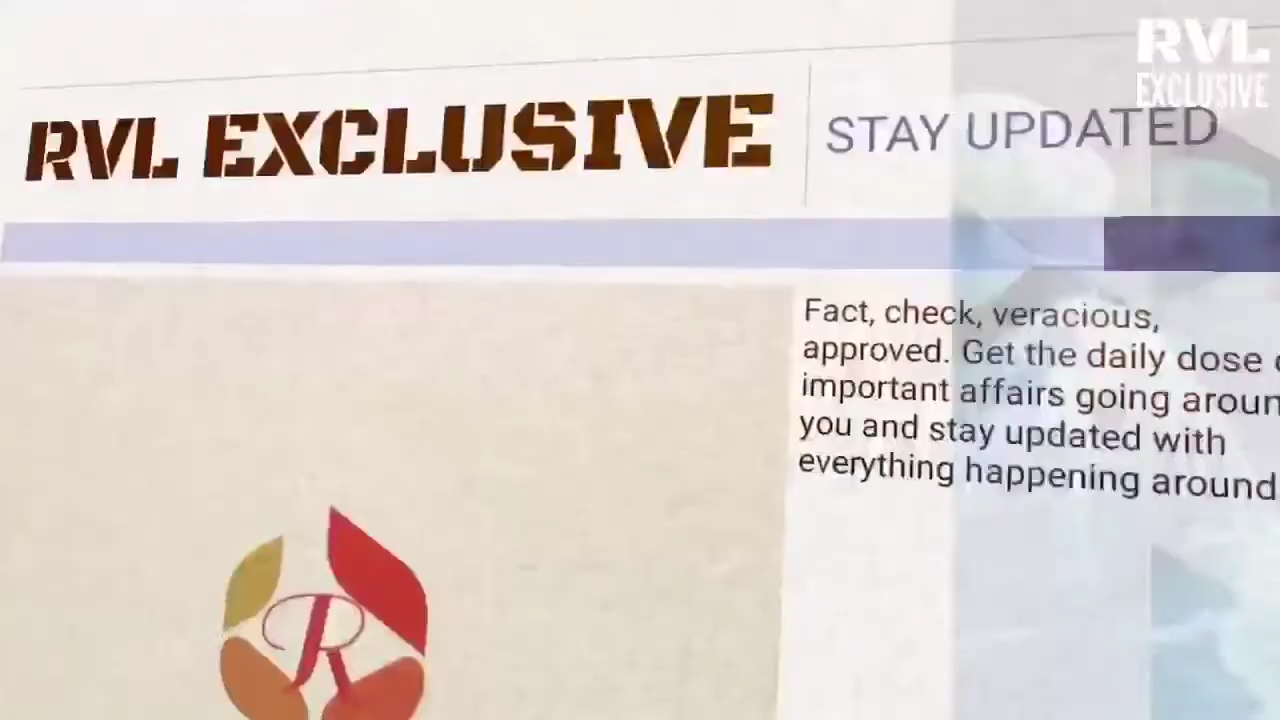 RVL EXCLUSIVE
STAY UPDATED
RVL
EXCLUSIVE
Fact, check, veracious,
approved. Get the daily dose
important affairs going
you and stay updated with
everything happening around
R